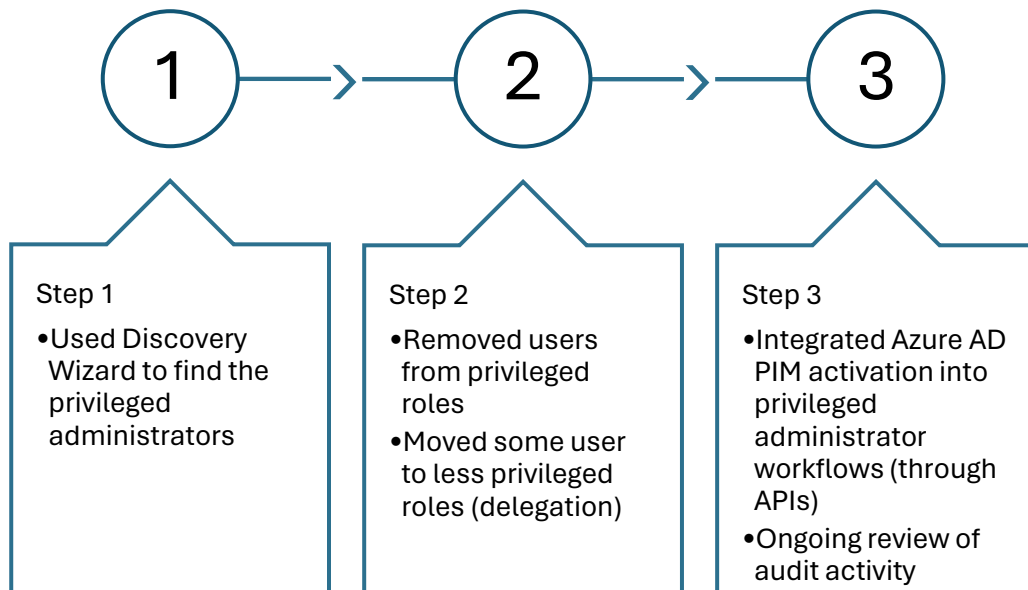 1
2
3
Step 1
•Used Discovery
Wizard to find the
privileged
administrators
Step 2
•Removed users
from privileged
roles
•Moved some user
to less privileged
roles (delegation)
Step 3
•Integrated Azure AD
PIM activation into
privileged
administrator
workflows (through
APIs)
•Ongoing review of
audit activity